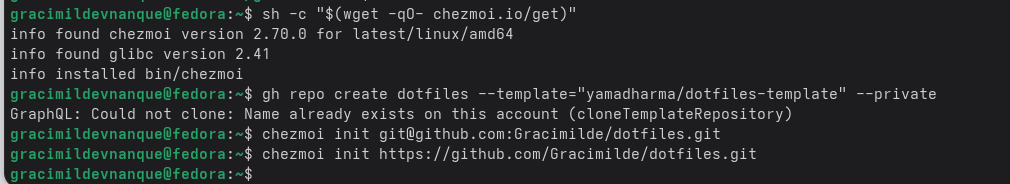 gracimildevnanque@fedora:~$ sh -c "$(wget -qO- chezmoi.io/get)"
info found chezmoi version 2.70.0 for latest/linux/amd64
info found glibc version 2.41
info installed bin/chezmoi
gracimildevnanque@fedora:~$ gh repo create dotfiles --template="yamadharma/dotfiles-template" --private
GraphQL: Could not clone: Name already exists on this account (cloneTemplateRepository)
gracimildevnanque@fedora:~$ chezmoi init git@github.com:Gracimilde/dotfiles.git
gracimildevnanque@fedora:~$ chezmoi init https://github.com/Gracimilde/dotfiles.git
gracimildevnanque@fedora:~$